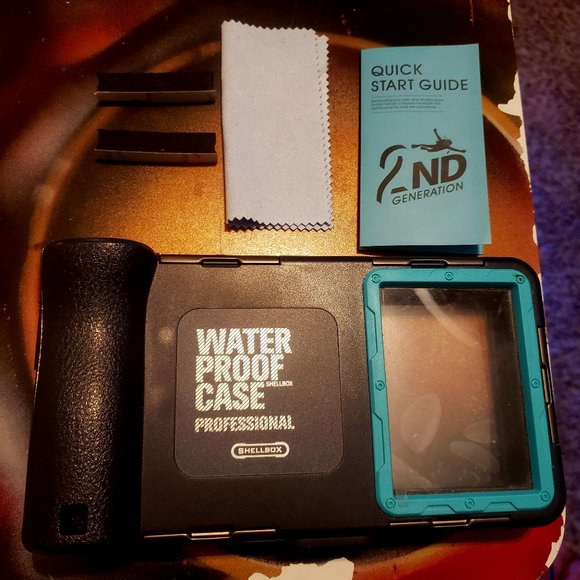 QUICK
START GUIDE
2ND
GENERATION
WATER
PROOF
SHELLBOX
CASE
PROFESSIONAL
SHELLBOX